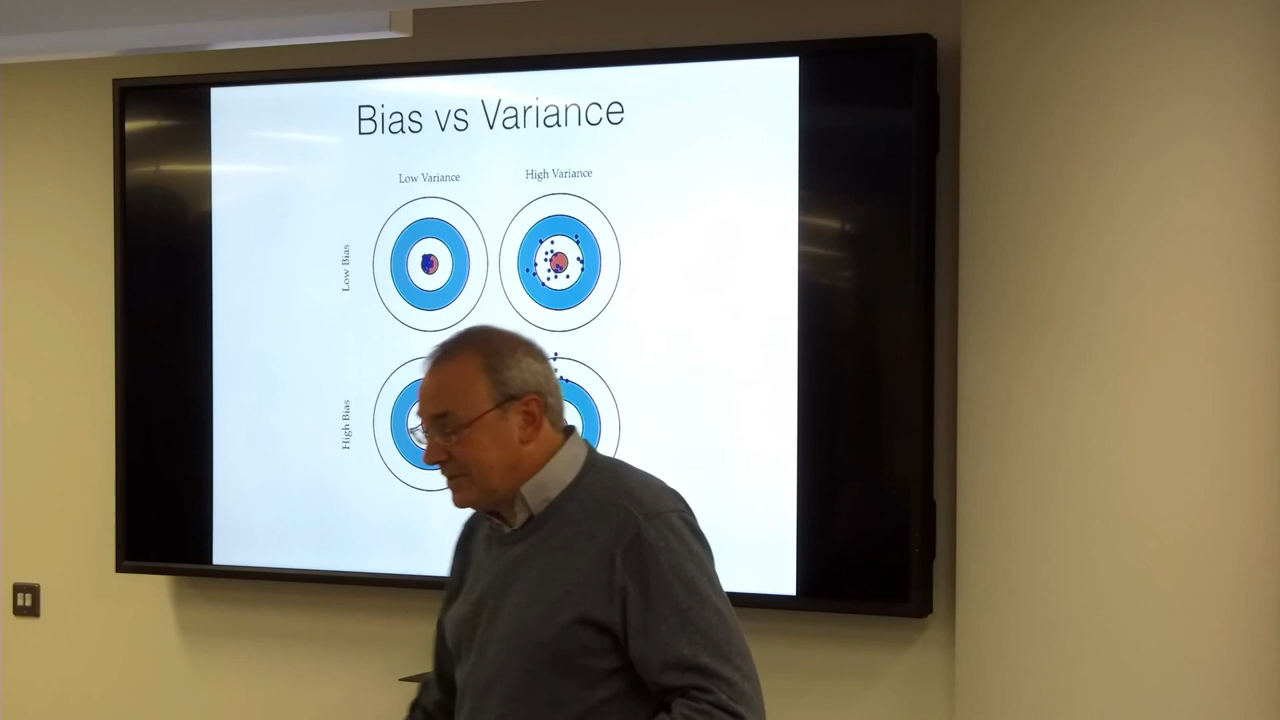 Bias vs Variance
Low Variance
High Variance
Low Bias
High Bias